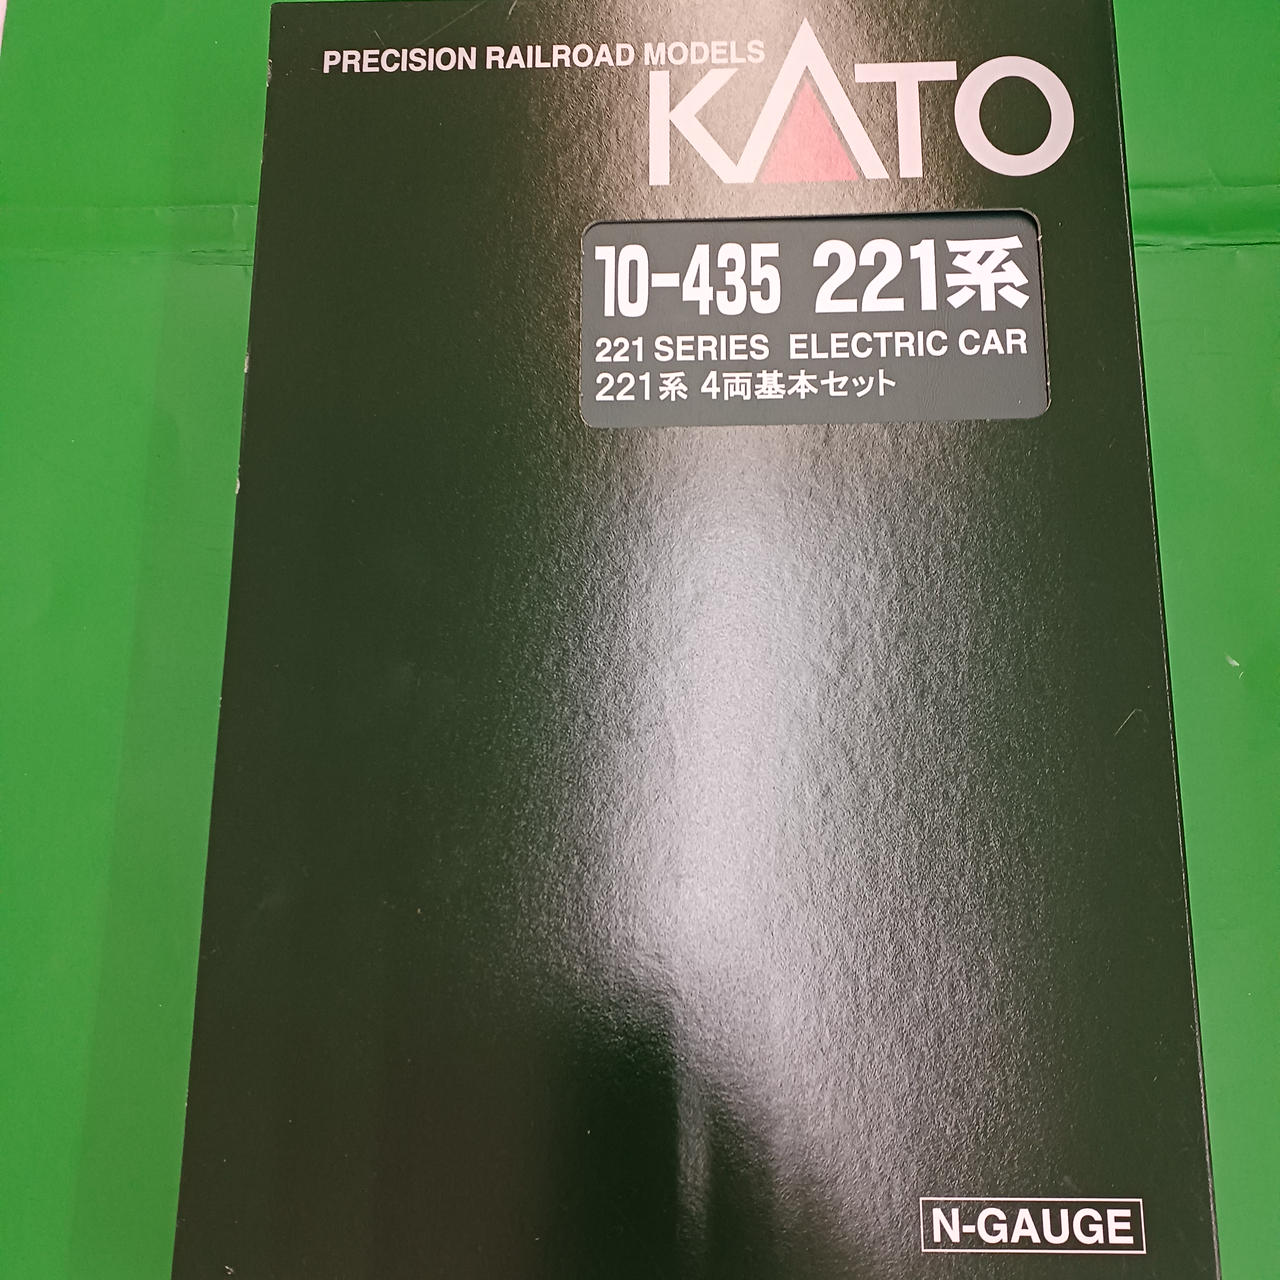 PRECISION RAILROAD MODELS
KATO
10-435 221系
221 SERIES ELECTRIC CAR
221系 4両基本セット
N-GAUGE